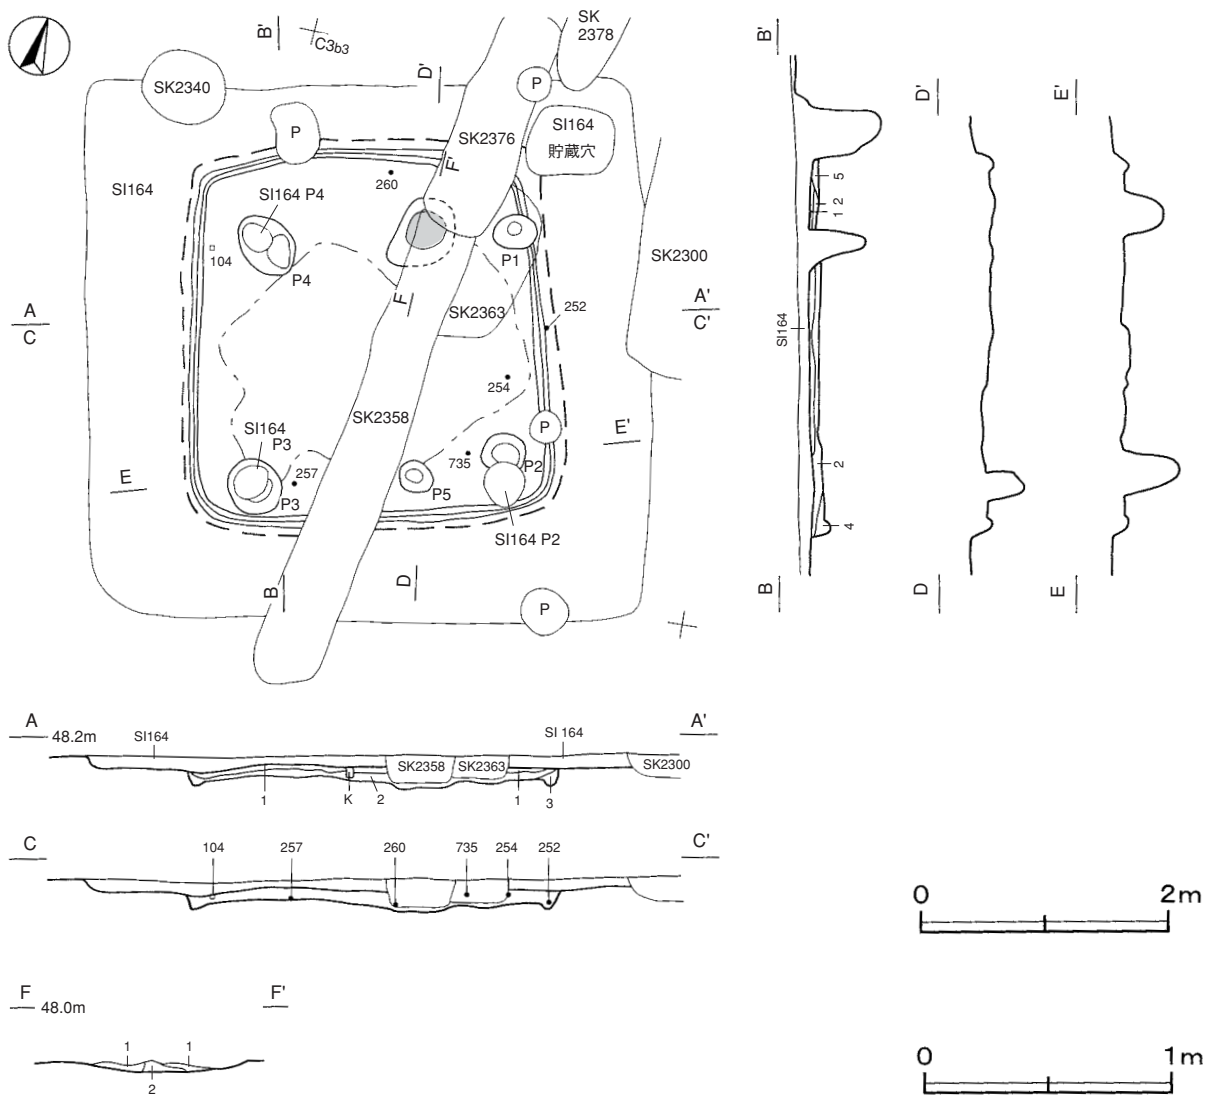 B'
C3b3
SK
2378
D'
SK2340
P
P
SK2376
SI164
貯蔵穴
F'
SI164
260
SI164 P4
104
P4
P1
SK2300
A
C
F
SK2363
252
A'
C'
254
SK2358
SI164
P3
P
E'
257
735
P2
E
P3
P5
SI164 P2
B
D
P
B'
D'
E'
5
2
1
SI164
2
4
B
D
E
A
48.2m
SI164
SI 164
A'
SK2358
SK2363
SK2300
1
K
2
1
3
C
104
257
260
735
254
252
C'
0
2m
F
48.0m
F'
1
1
2
0
1m